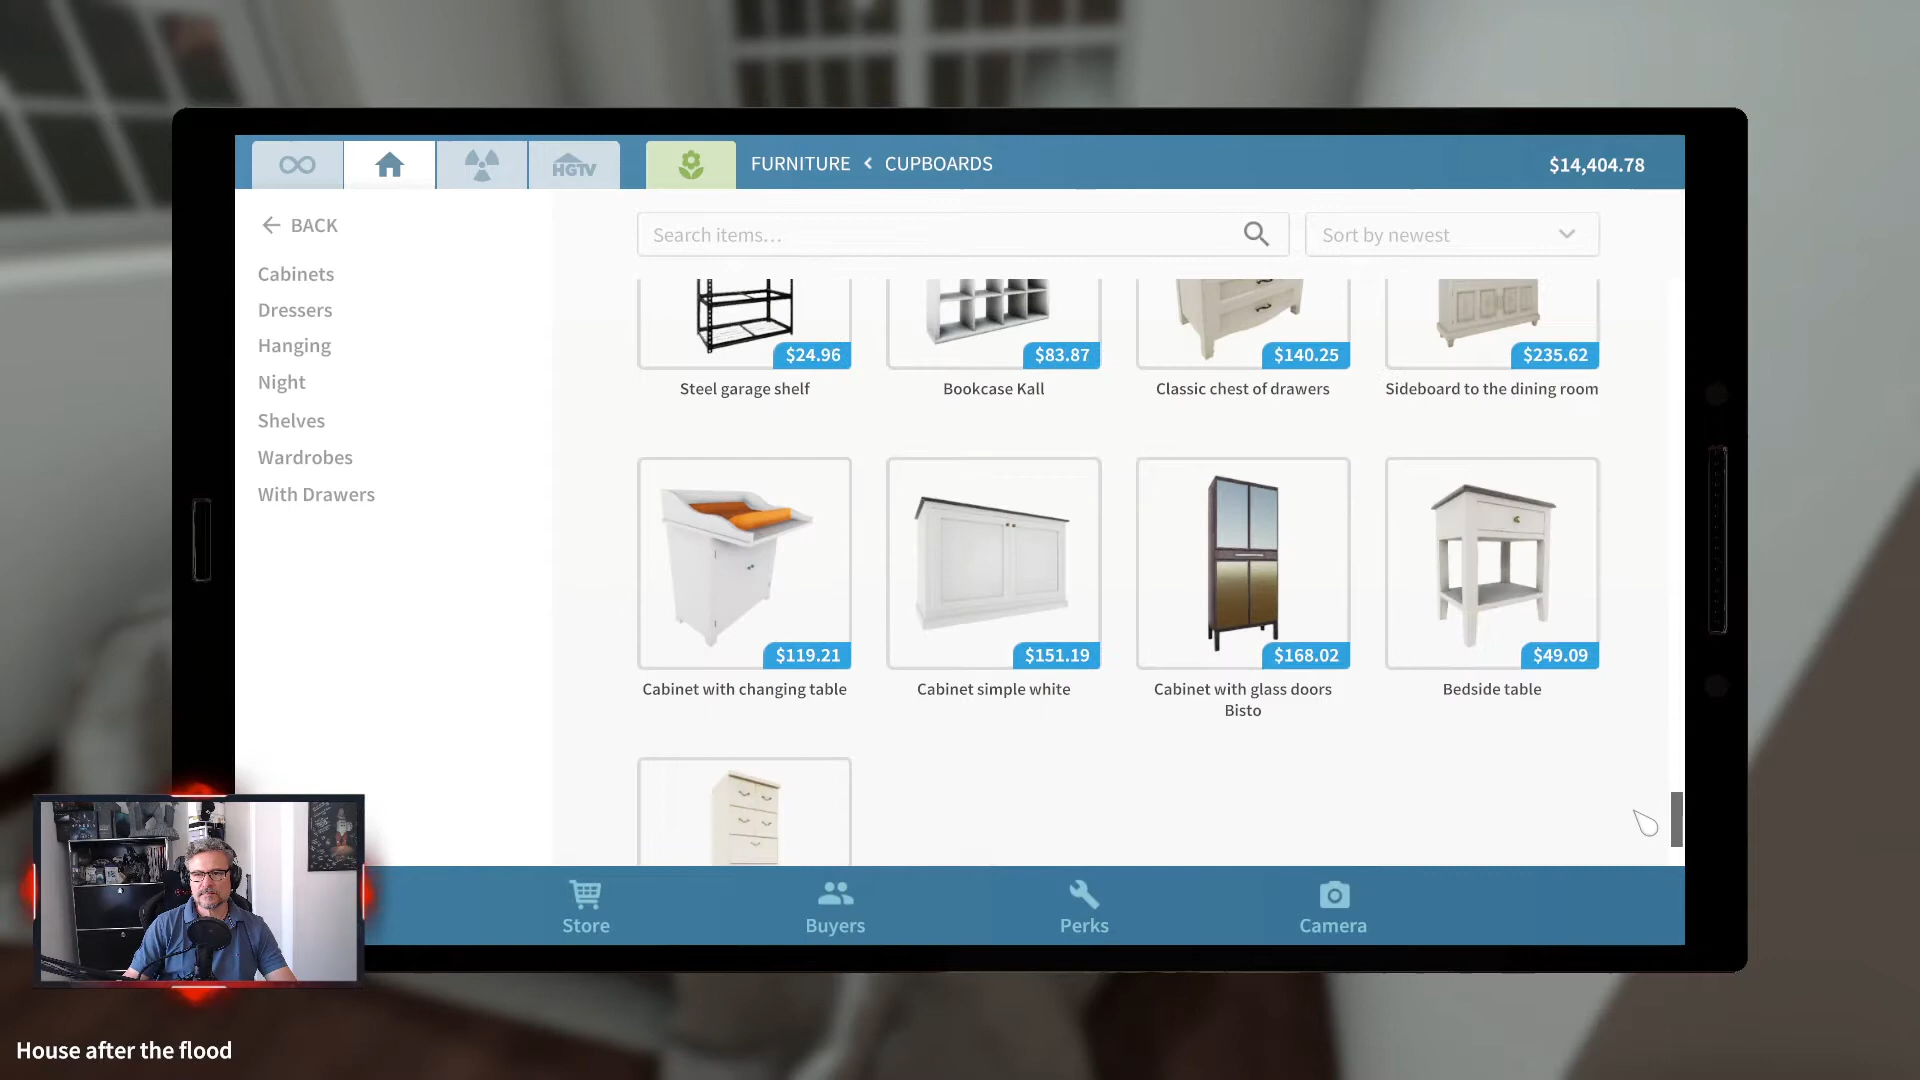 HGTV
FURNITURE < CUPBOARDS
$14,404.78
BACK
Cabinets
Dressers
Hanging
Night
Shelves
Wardrobes
With Drawers
Search items...
Sort by newest
$24.96
$83.87
$140.25
$235.62
Steel garage shelf
Bookcase Kall
Classic chest of drawers
Sideboard to the dining room
$119.21
$151.19
$168.02
$49.09
Cabinet with changing table
Cabinet simple white
Cabinet with glass doors
Bisto
Bedside table
Store
Buyers
Perks
Camera
House after the flood